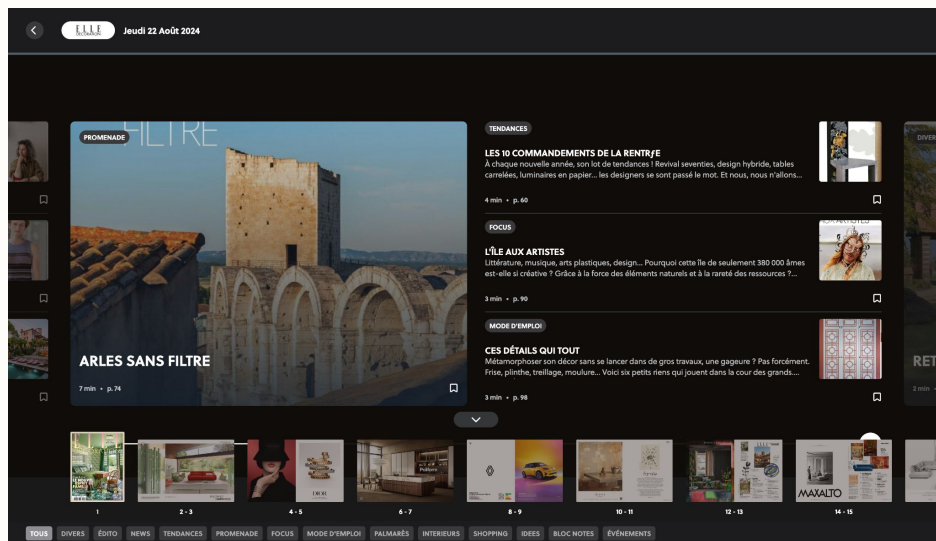 ELLE
DECORATION
Jeudi 22 Août 2024
FILTRE
PROMENADE
ARLES SANS FILTRE
7 min • p. 74
TENDANCES
LES 10 COMMANDEMENTS DE LA RENTRƒE
À chaque nouvelle année, son lot de tendances ! Revival seventies, design hybride, tables
carrelées, luminaires en papier... les designers se sont passé le mot. Et nous, nous n'allons...
4 min • p. 60
FOCUS
L'ÎLE AUX ARTISTES
Littérature, musique, arts plastiques, design... Pourquoi cette île de seulement 380 000 âmes
est-elle si créative ? Grâce à la force des éléments naturels et à la rareté des ressources ?...
3 min • p. 90
MODE D'EMPLOI
CES DÉTAILS QUI TOUT
Métamorphoser son décor sans se lancer dans de gros travaux, une gageure ? Pas forcément.
Frise, plinthe, treillage, moulure... Voici six petits riens qui jouent dans la cour des grands....
3 min • p. 98
DIVER
RET
2 min •
Poliform
DIOR
MAXALTO
ELLE
1
2 - 3
4 - 5
6 - 7
8 - 9
10 - 11
12 - 13
14 - 15
TOUS
DIVERS
ÉDITO
NEWS
TENDANCES
PROMENADE
FOCUS
MODE D'EMPLOI
PALMARÈS
INTERIEURS
SHOPPING
IDEES
BLOC NOTES
ÉVÉNEMENTS